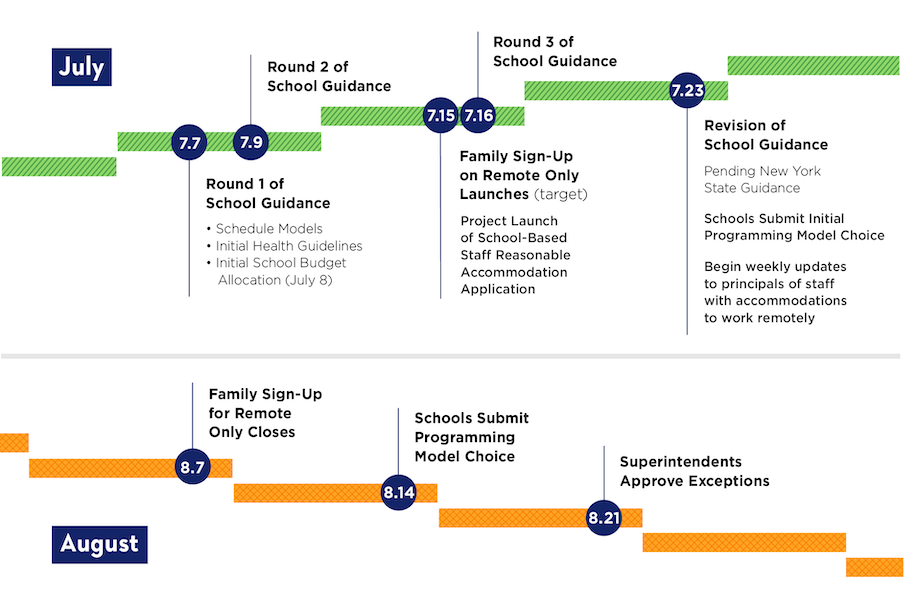 July
7.7
Round 1 of
School Guidance
• Schedule Models
• Initial Health Guidelines
• Initial School Budget
Allocation (July 8)
7.9
Round 2 of
School Guidance
7.15
Family Sign-Up
on Remote Only
Launches (target)
Project Launch
of School-Based
Staff Reasonable
Accommodation
Application
7.16
Round 3 of
School Guidance
7.23
Revision of
School Guidance
Pending New York
State Guidance
Schools Submit Initial
Programming Model Choice
Begin weekly updates
to principals of staff
with accommodations
to work remotely
August
8.7
Family Sign-Up
for Remote
Only Closes
8.14
Schools Submit
Programming
Model Choice
8.21
Superintendents
Approve Exceptions